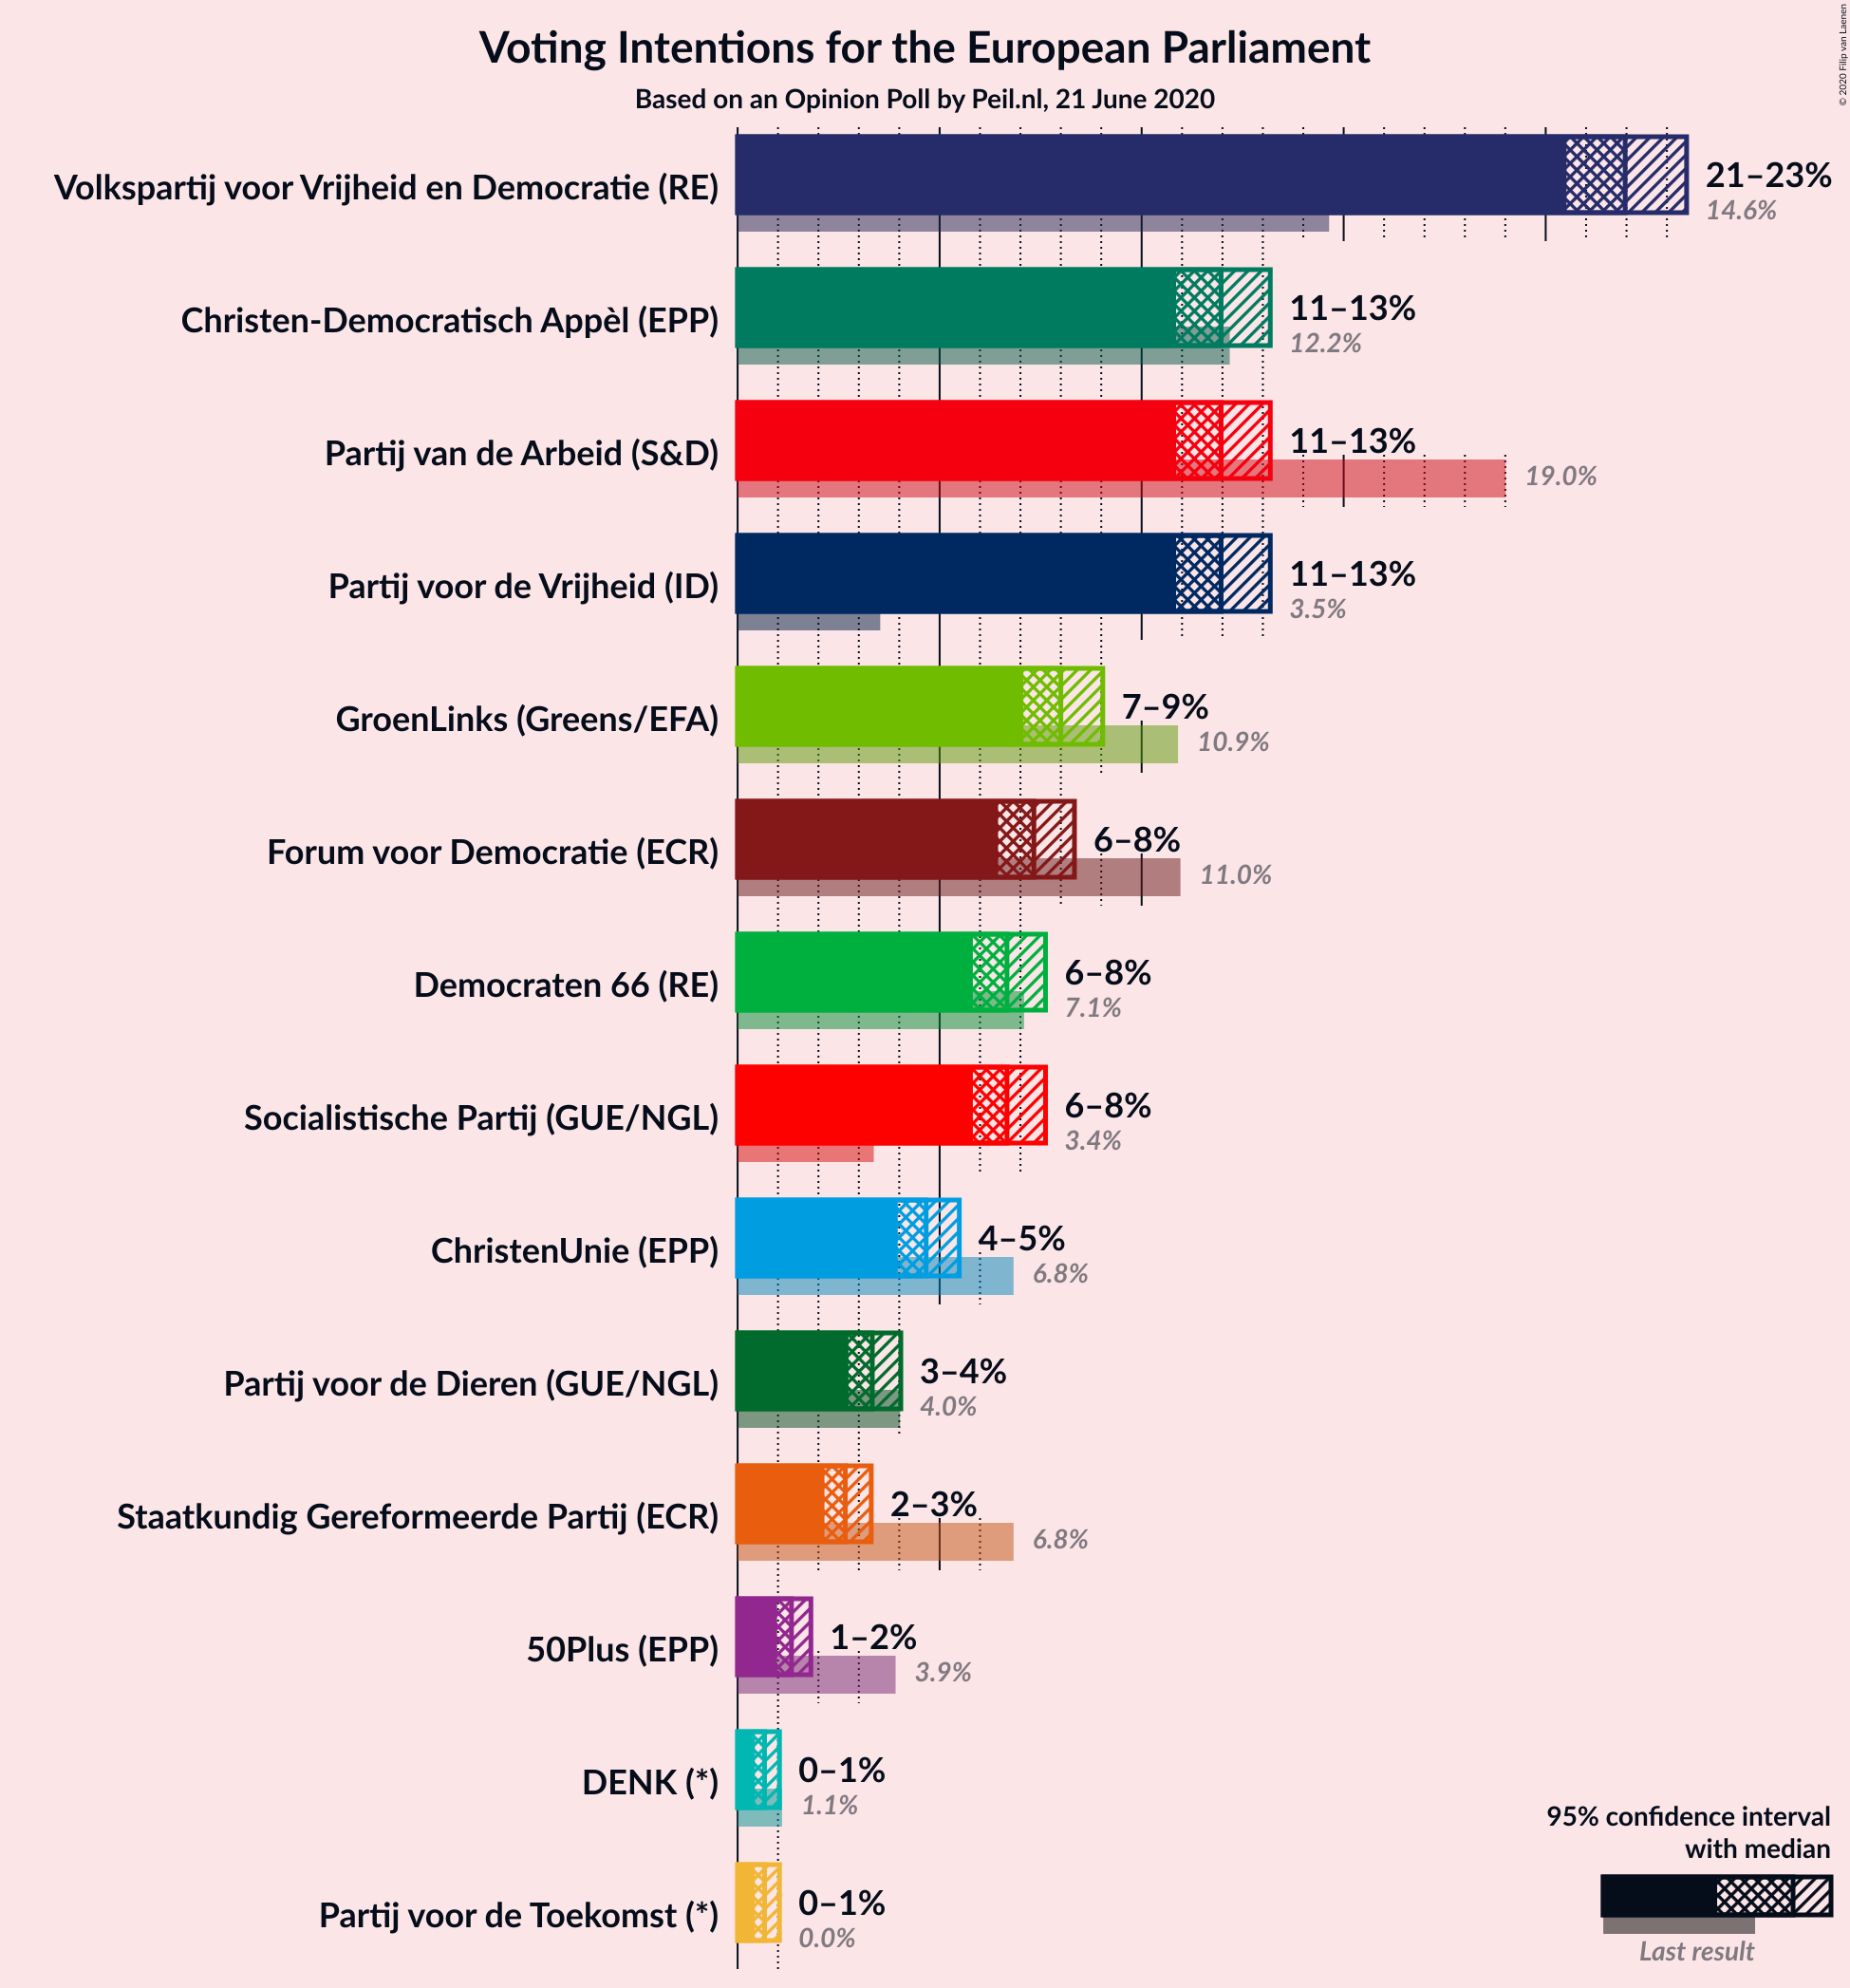 Voting Intentions for the European Parliament
Based on an Opinion Poll by Peil.nl, 21 June 2020
© 2020 Filip van Laenen
Volkspartij voor Vrijheid en Democratie (RE)
21–23%
14.6%
Christen-Democratisch Appèl (EPP)
11–13%
12.2%
Partij van de Arbeid (S&D)
11–13%
19.0%
Partij voor de Vrijheid (ID)
11–13%
3.5%
GroenLinks (Greens/EFA)
7–9%
10.9%
Forum voor Democratie (ECR)
6–8%
11.0%
Democraten 66 (RE)
6–8%
7.1%
Socialistische Partij (GUE/NGL)
6–8%
3.4%
ChristenUnie (EPP)
4–5%
6.8%
Partij voor de Dieren (GUE/NGL)
3–4%
4.0%
Staatkundig Gereformeerde Partij (ECR)
2–3%
6.8%
50Plus (EPP)
1–2%
3.9%
DENK (*)
0–1%
1.1%
Partij voor de Toekomst (*)
0–1%
0.0%
95% confidence interval
with median
Last result